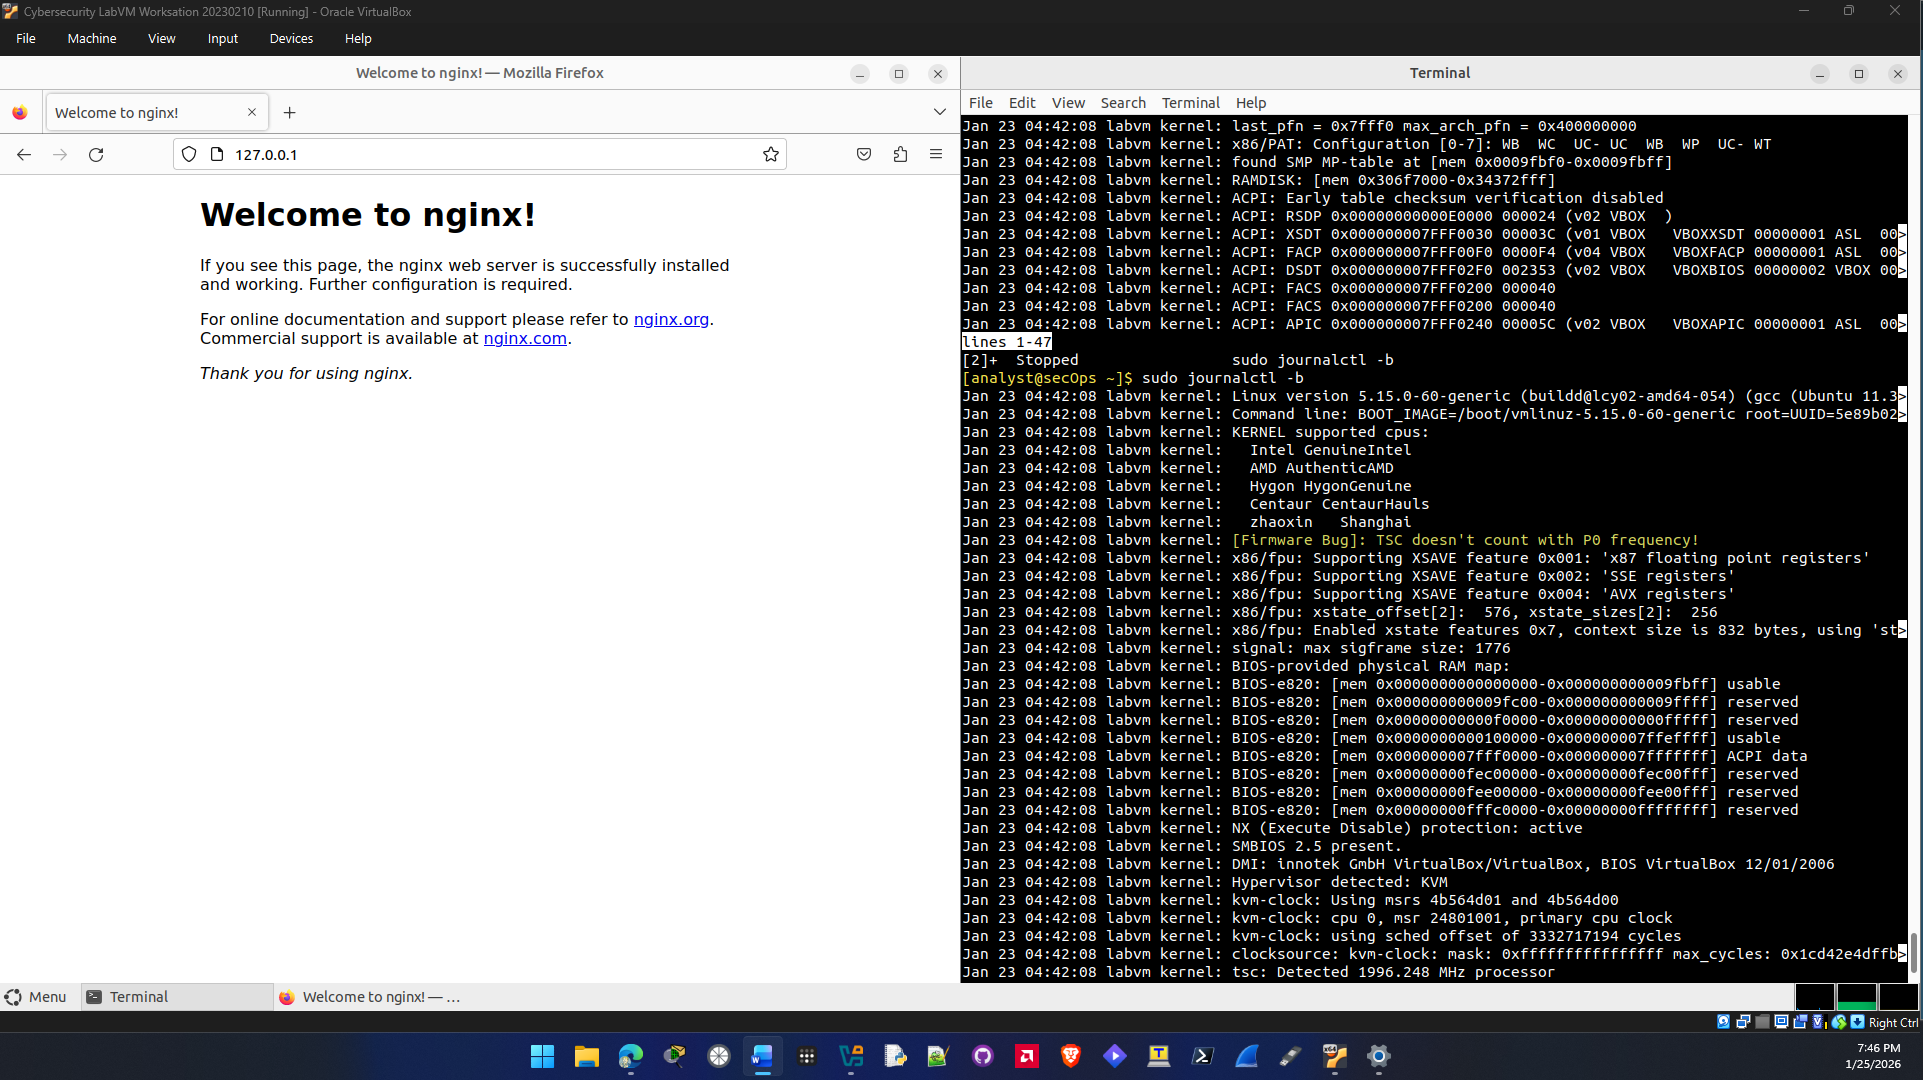 Cybersecurity LabVM Worksation 20230210 [Running] - Oracle VirtualBox
File Machine View Input Devices Help
Welcome to nginx! — Mozilla Firefox
Welcome to nginx!
127.0.0.1
Welcome to nginx!
If you see this page, the nginx web server is successfully installed
and working. Further configuration is required.
For online documentation and support please refer to nginx.org.
Commercial support is available at nginx.com.
Thank you for using nginx.
Terminal
File Edit View Search Terminal Help
Jan 23 04:42:08 labvm kernel: last_pfn = 0x7fff0 max_arch_pfn = 0x400000000
Jan 23 04:42:08 labvm kernel: x86/PAT: Configuration [0-7]: WB  WC  UC- UC  WB  WP  UC- WT
Jan 23 04:42:08 labvm kernel: found SMP MP-table at [mem 0x0009fbf0-0x0009fbff]
Jan 23 04:42:08 labvm kernel: RAMDISK: [mem 0x306f7000-0x34372fff]
Jan 23 04:42:08 labvm kernel: ACPI: Early table checksum verification disabled
Jan 23 04:42:08 labvm kernel: ACPI: RSDP 0x00000000000E0000 000024 (v02 VBOX  )
Jan 23 04:42:08 labvm kernel: ACPI: XSDT 0x000000007FFF0030 00003C (v01 VBOX   VBOXXSDT 00000001 ASL  00>
Jan 23 04:42:08 labvm kernel: ACPI: FACP 0x000000007FFF00F0 0000F4 (v04 VBOX   VBOXFACP 00000001 ASL  00>
Jan 23 04:42:08 labvm kernel: ACPI: DSDT 0x000000007FFF02F0 002353 (v02 VBOX   VBOXBIOS 00000002 VBOX 00>
Jan 23 04:42:08 labvm kernel: ACPI: FACS 0x000000007FFF0200 000040
Jan 23 04:42:08 labvm kernel: ACPI: FACS 0x000000007FFF0200 000040
Jan 23 04:42:08 labvm kernel: ACPI: APIC 0x000000007FFF0240 00005C (v02 VBOX   VBOXAPIC 00000001 ASL  00>
lines 1-47
[2]+  Stopped                 sudo journalctl -b
[analyst@secOps ~]$ sudo journalctl -b
Jan 23 04:42:08 labvm kernel: Linux version 5.15.0-60-generic (buildd@lcy02-amd64-054) (gcc (Ubuntu 11.3>
Jan 23 04:42:08 labvm kernel: Command line: BOOT_IMAGE=/boot/vmlinuz-5.15.0-60-generic root=UUID=5e89b02>
Jan 23 04:42:08 labvm kernel: KERNEL supported cpus:
Jan 23 04:42:08 labvm kernel:   Intel GenuineIntel
Jan 23 04:42:08 labvm kernel:   AMD AuthenticAMD
Jan 23 04:42:08 labvm kernel:   Hygon HygonGenuine
Jan 23 04:42:08 labvm kernel:   Centaur CentaurHauls
Jan 23 04:42:08 labvm kernel:   zhaoxin   Shanghai
Jan 23 04:42:08 labvm kernel: [Firmware Bug]: TSC doesn't count with P0 frequency!
Jan 23 04:42:08 labvm kernel: x86/fpu: Supporting XSAVE feature 0x001: 'x87 floating point registers'
Jan 23 04:42:08 labvm kernel: x86/fpu: Supporting XSAVE feature 0x002: 'SSE registers'
Jan 23 04:42:08 labvm kernel: x86/fpu: Supporting XSAVE feature 0x004: 'AVX registers'
Jan 23 04:42:08 labvm kernel: x86/fpu: xstate_offset[2]:  576, xstate_sizes[2]:  256
Jan 23 04:42:08 labvm kernel: x86/fpu: Enabled xstate features 0x7, context size is 832 bytes, using 'st>
Jan 23 04:42:08 labvm kernel: signal: max sigframe size: 1776
Jan 23 04:42:08 labvm kernel: BIOS-provided physical RAM map:
Jan 23 04:42:08 labvm kernel: BIOS-e820: [mem 0x0000000000000000-0x000000000009fbff] usable
Jan 23 04:42:08 labvm kernel: BIOS-e820: [mem 0x000000000009fc00-0x000000000009ffff] reserved
Jan 23 04:42:08 labvm kernel: BIOS-e820: [mem 0x00000000000f0000-0x00000000000fffff] reserved
Jan 23 04:42:08 labvm kernel: BIOS-e820: [mem 0x0000000000100000-0x000000007ffeffff] usable
Jan 23 04:42:08 labvm kernel: BIOS-e820: [mem 0x000000007fff0000-0x000000007fffffff] ACPI data
Jan 23 04:42:08 labvm kernel: BIOS-e820: [mem 0x00000000fec00000-0x00000000fec00fff] reserved
Jan 23 04:42:08 labvm kernel: BIOS-e820: [mem 0x00000000fee00000-0x00000000fee00fff] reserved
Jan 23 04:42:08 labvm kernel: BIOS-e820: [mem 0x00000000fffc0000-0x00000000ffffffff] reserved
Jan 23 04:42:08 labvm kernel: NX (Execute Disable) protection: active
Jan 23 04:42:08 labvm kernel: SMBIOS 2.5 present.
Jan 23 04:42:08 labvm kernel: DMI: innotek GmbH VirtualBox/VirtualBox, BIOS VirtualBox 12/01/2006
Jan 23 04:42:08 labvm kernel: Hypervisor detected: KVM
Jan 23 04:42:08 labvm kernel: kvm-clock: Using msrs 4b564d01 and 4b564d00
Jan 23 04:42:08 labvm kernel: kvm-clock: cpu 0, msr 24801001, primary cpu clock
Jan 23 04:42:08 labvm kernel: kvm-clock: using sched offset of 3332717194 cycles
Jan 23 04:42:08 labvm kernel: clocksource: kvm-clock: mask: 0xffffffffffffffff max_cycles: 0x1cd42e4dffb>
Jan 23 04:42:08 labvm kernel: tsc: Detected 1996.248 MHz processor
Menu Terminal Welcome to nginx! — …
Right Ctrl
7:46 PM
1/25/2026